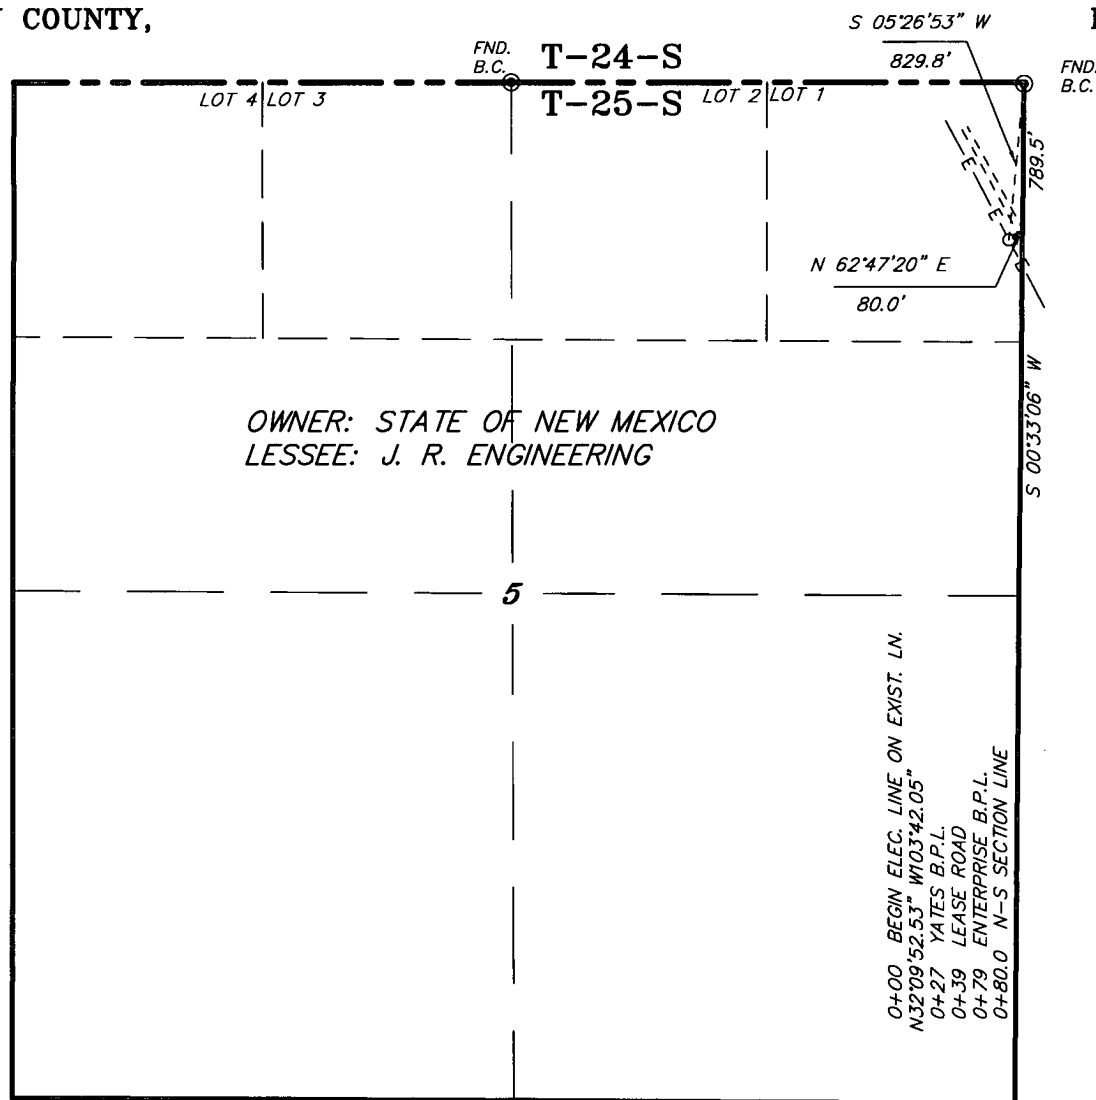 COUNTY,
S 05°26'53" W
829.8'
FND.
B.C.
T-24-S
FND.
B.C.
LOT 4 LOT 3
T-25-S
LOT 2 LOT 1
789.5'
E
E
N 62°47'20" E
80.0'
S 00°33'06" W
OWNER: STATE OF NEW MEXICO
LESSEE: J. R. ENGINEERING
5
0+00 BEGIN ELEC. LINE ON EXIST. LN.
N32°09'52.53" W103°42.05"
0+27 YATES B.P.L.
0+39 LEASE ROAD
0+79 ENTERPRISE B.P.L.
0+80.0 N-S SECTION LINE